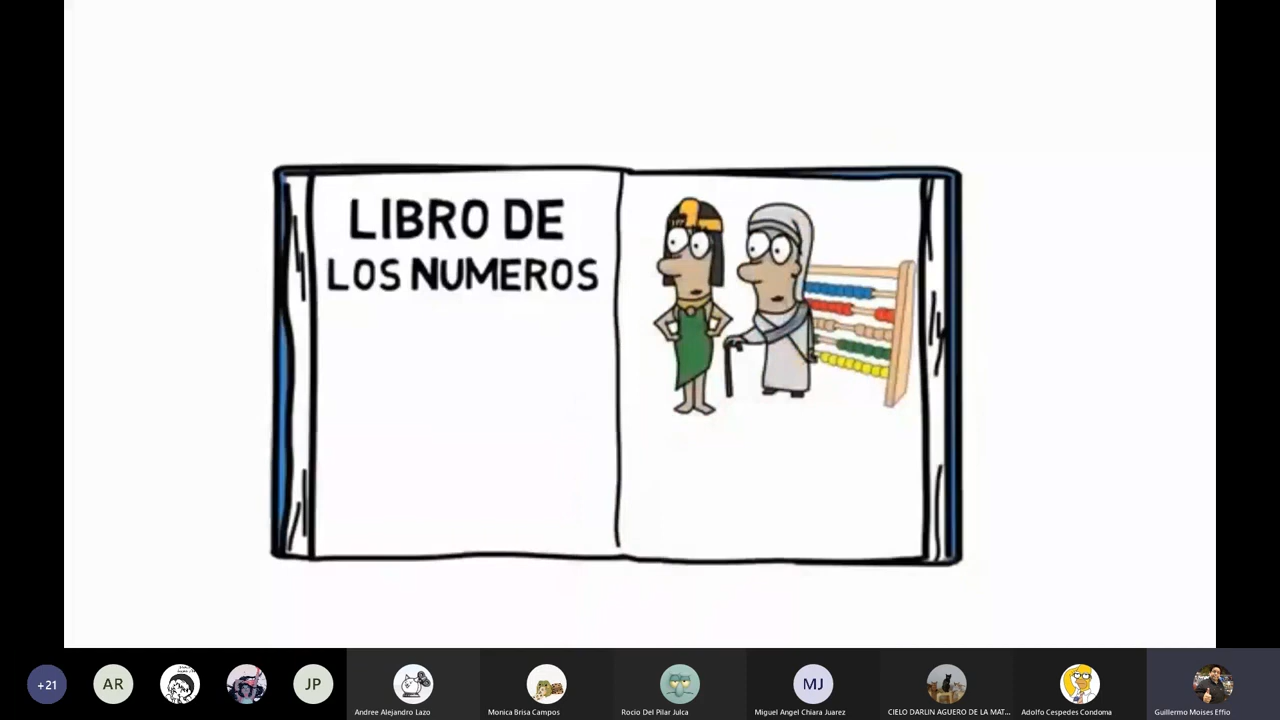 LIBRO DE
LOS NUMEROS
+21
AR
JP
Andree Alejandro Lazo
Monica Brisa Campos
Rocio Del Pilar Julca
MJ
Miguel Angel Chiara Juarez
CIELO DARLIN AGUERO DE LA MAT...
Adolfo Cespedes Condoma
Guillermo Moises Effio